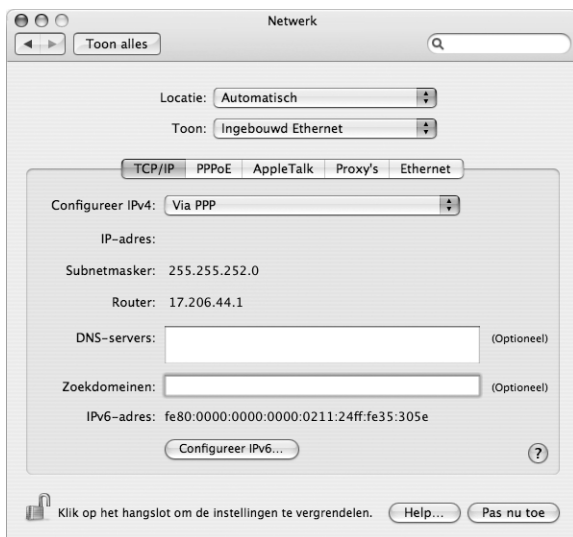 Netwerk
Toon alles
Locatie: Automatisch
Toon: Ingebouwd Ethernet
TCP/IP PPPoE AppleTalk Proxy's Ethernet
Configureer IPv4: Via PPP
IP-adres:
Subnetmasker: 255.255.252.0
Router: 17.206.44.1
DNS-servers: (Optioneel)
Zoekdomeinen: (Optioneel)
IPv6-adres: fe80:0000:0000:0000:0211:24ff:fe35:305e
Configureer IPv6... ?
Klik op het hangslot om de instellingen te vergrendelen. Help... Pas nu toe